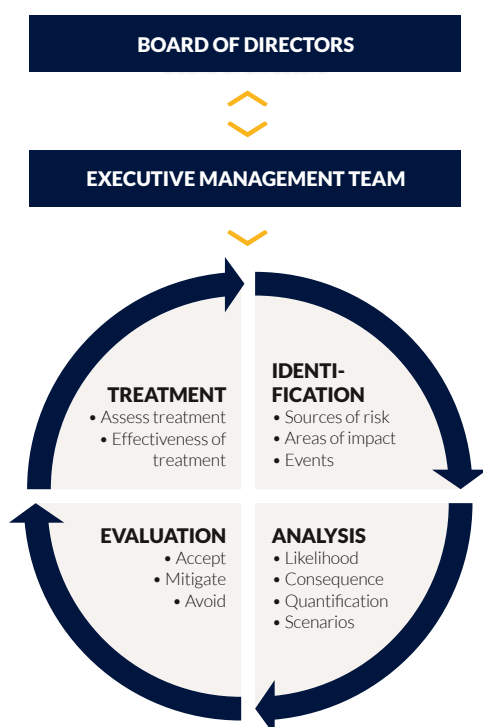 BOARD OF DIRECTORS
EXECUTIVE MANAGEMENT TEAM
TREATMENT
• Assess treatment
• Effectiveness of
treatment
IDENTI-
FICATION
• Sources of risk
• Areas of impact
• Events
EVALUATION
• Accept
• Mitigate
• Avoid
ANALYSIS
• Likelihood
• Consequence
• Quantification
• Scenarios